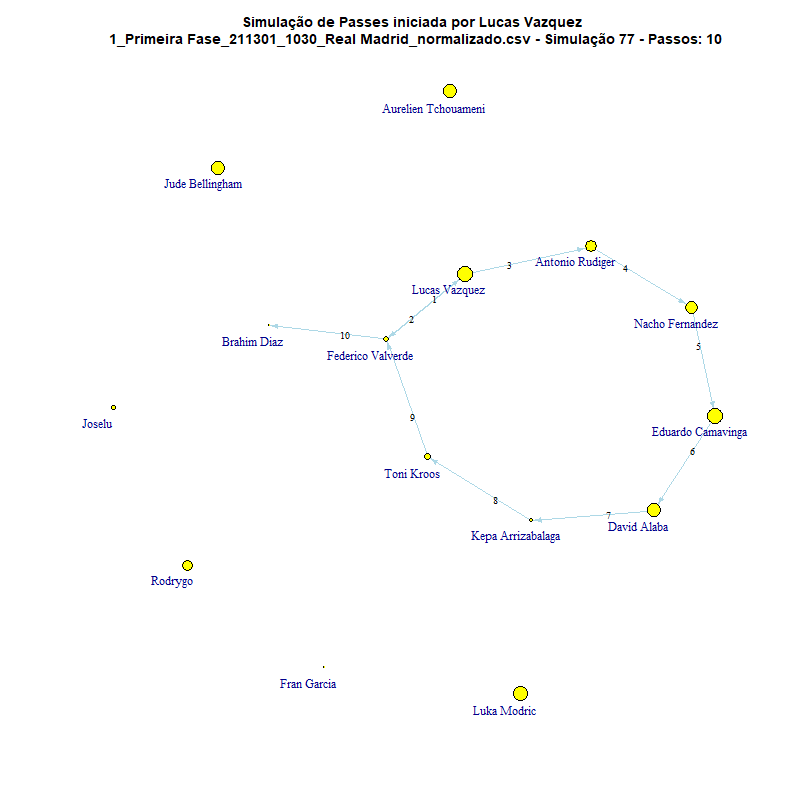 Simulação de Passes iniciada por Lucas Vazquez
1_Primeira Fase_211301_1030_Real Madrid_normalizado.csv - Simulação 77 - Passos: 10
Aurelien Tchouameni
Jude Bellingham
3
Antonio Rudiger
4
Lucas Vazquez
1
2
Nacho Fernandez
10
Brahim Diaz
Federico Valverde
5
9
Joselu
Eduardo Camavinga
6
Toni Kroos
8
7
David Alaba
Kepa Arrizabalaga
Rodrygo
Fran Garcia
Luka Modric